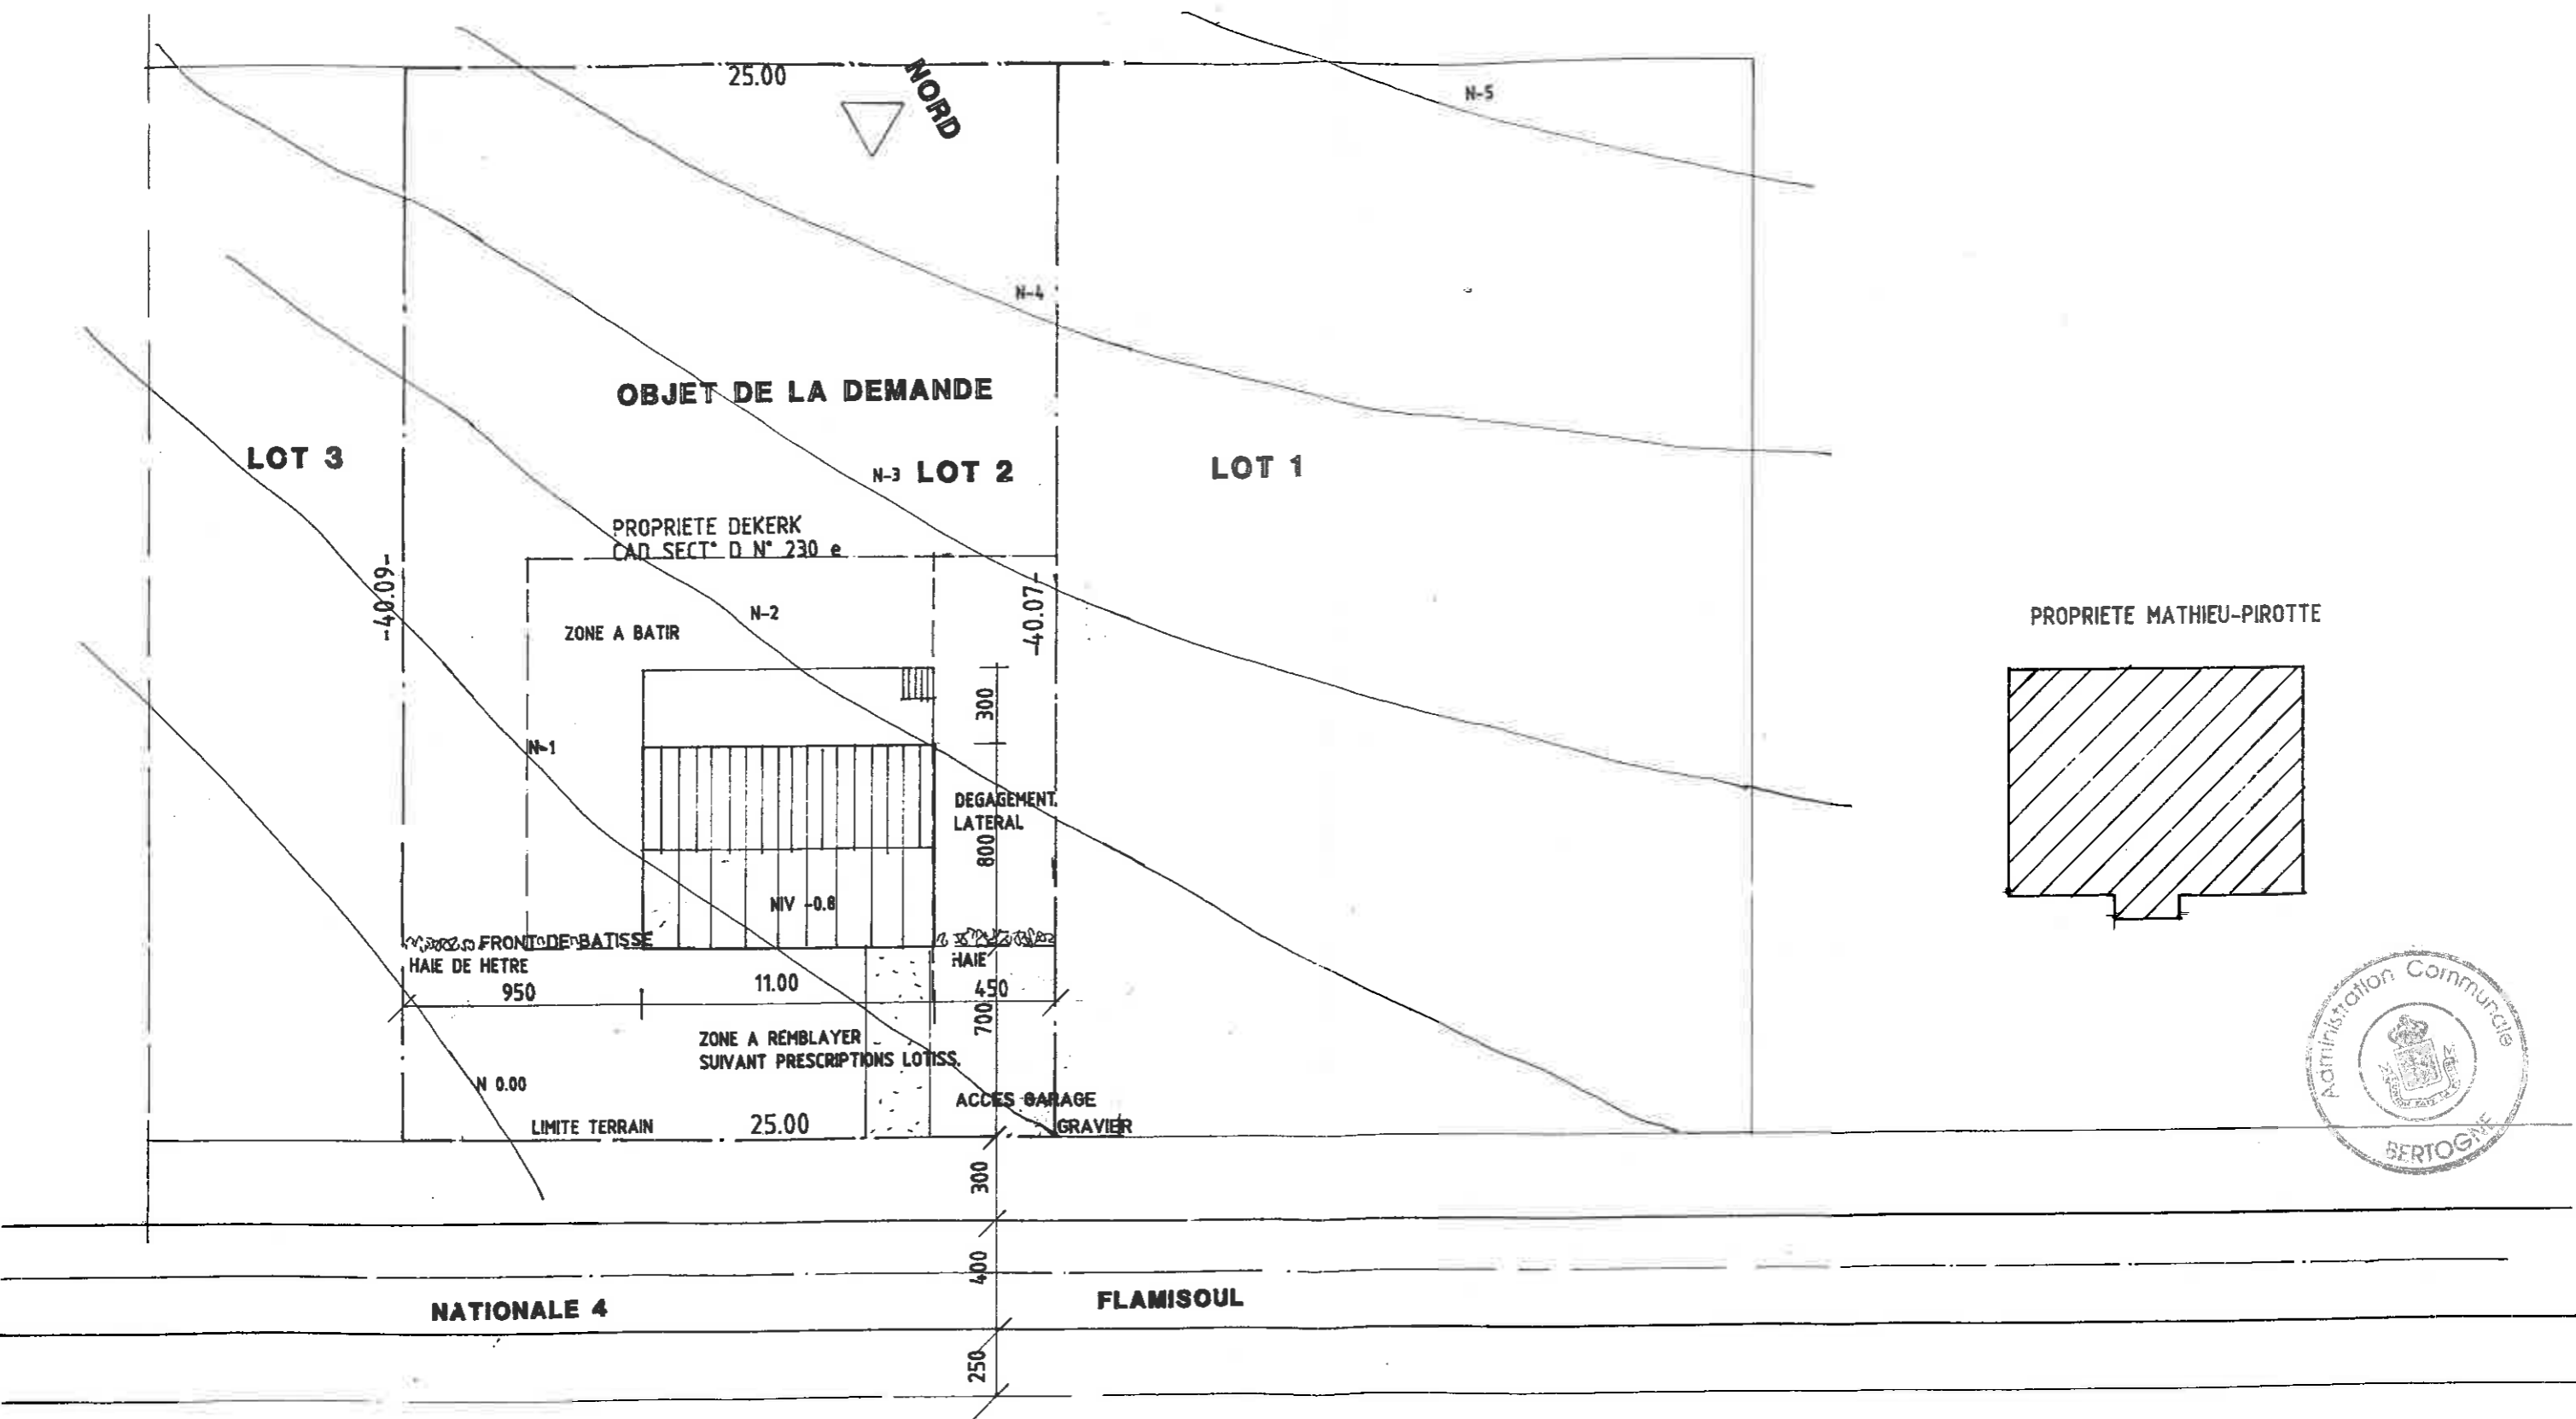 25.00
NORD
N-5
N-4
OBJET DE LA DEMANDE
LOT 3
N-3 LOT 2
LOT 1
PROPRIETE DEKERK
CAD SECT° D N° 230 e
-40.09-
-40.07-
ZONE A BATIR
N-2
PROPRIETE MATHIEU-PIROTTE
300
N-1
DEGAGEMENT.
LATERAL
800
NIV -0.8
FRONT-DE-BATISSE
HAIE DE HETRE
HAIE
950
11.00
450
700
ZONE A REMBLAYER
SUIVANT PRESCRIPTIONS LOTISS.
N 0.00
ACCES GARAGE
GRAVIER
LIMITE TERRAIN
25.00
Administration Communale
BERTOGNE
300
400
NATIONALE 4
FLAMISOUL
250